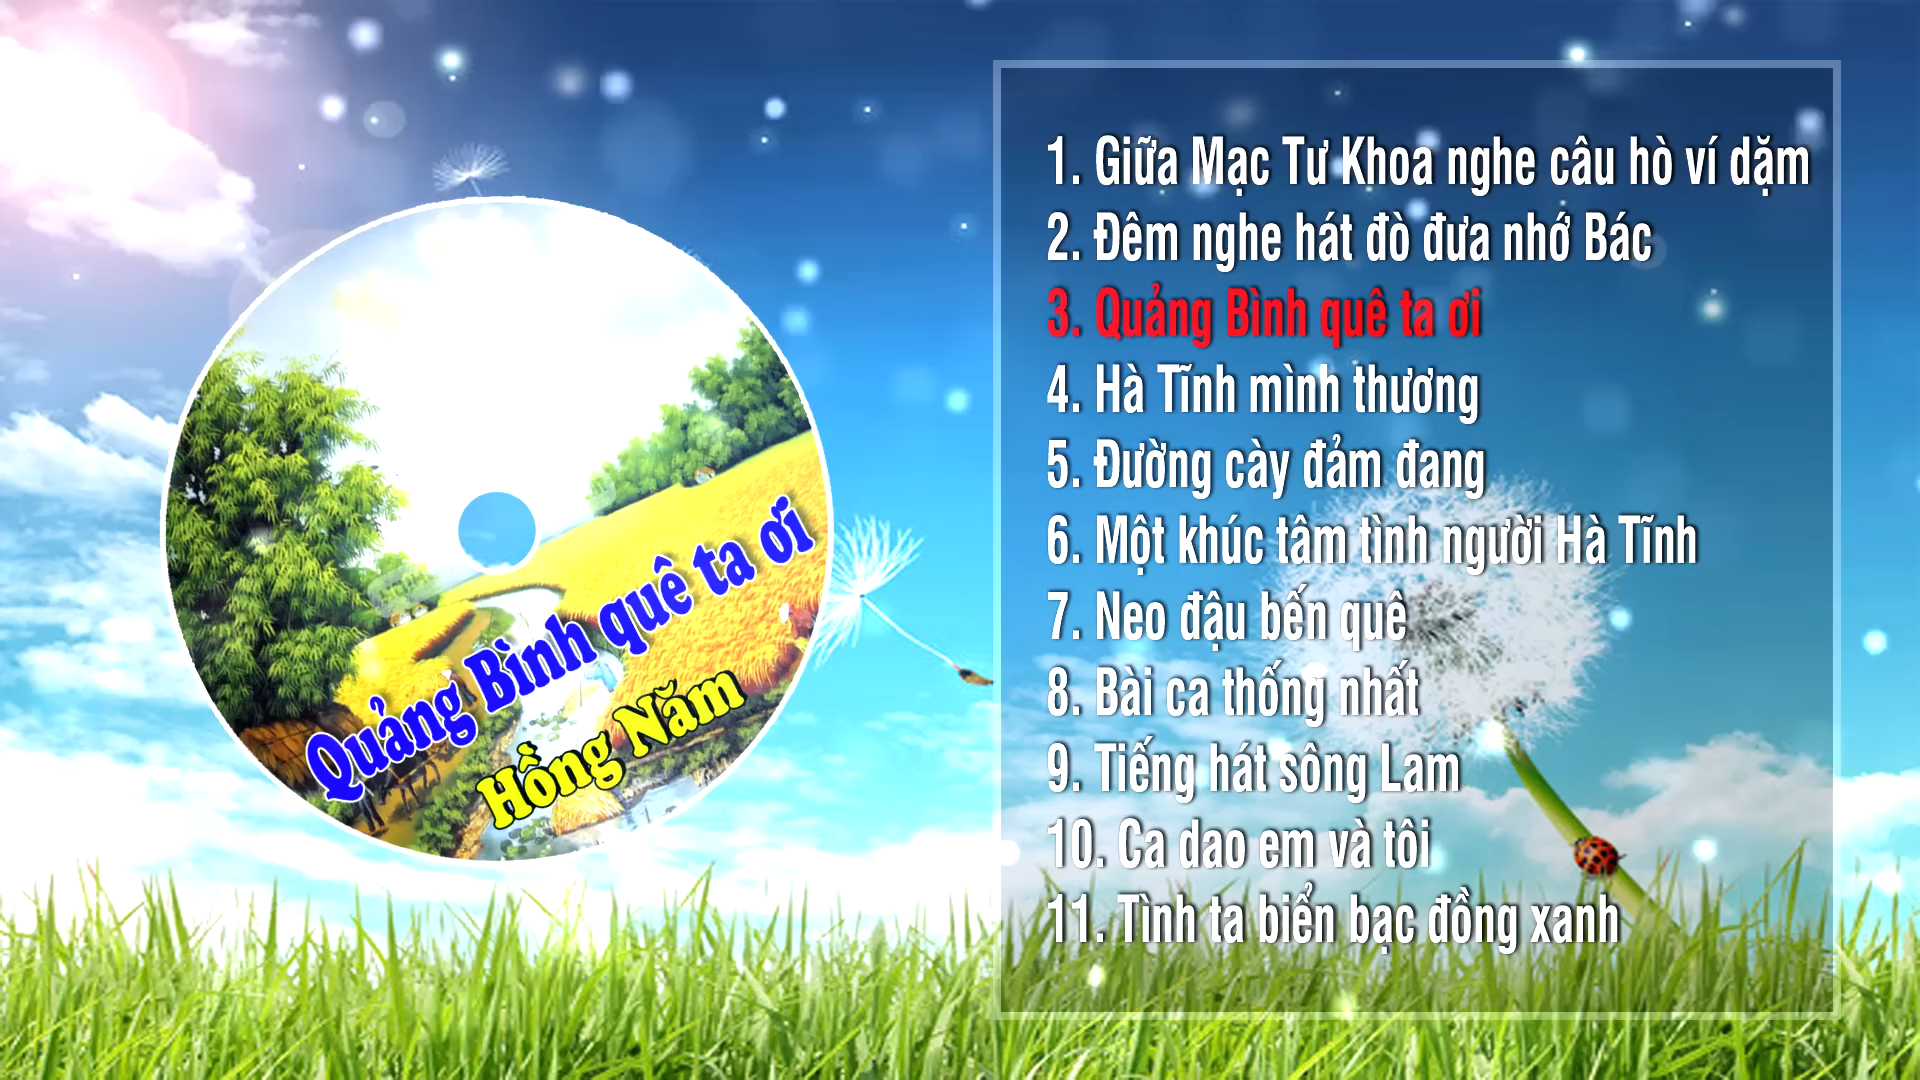 Quảng Bình quê ta ơi
Hồng Năm
1. Giữa Mạc Tư Khoa nghe câu hò ví dặm
2. Đêm nghe hát đò đưa nhớ Bác
3. Quảng Bình quê ta ơi
4. Hà Tĩnh mình thương
5. Đường cày đảm đang
6. Một khúc tâm tình người Hà Tĩnh
7. Neo đậu bến quê
8. Bài ca thống nhất
9. Tiếng hát sông Lam
10. Ca dao em và tôi
11. Tình ta biển bạc đồng xanh